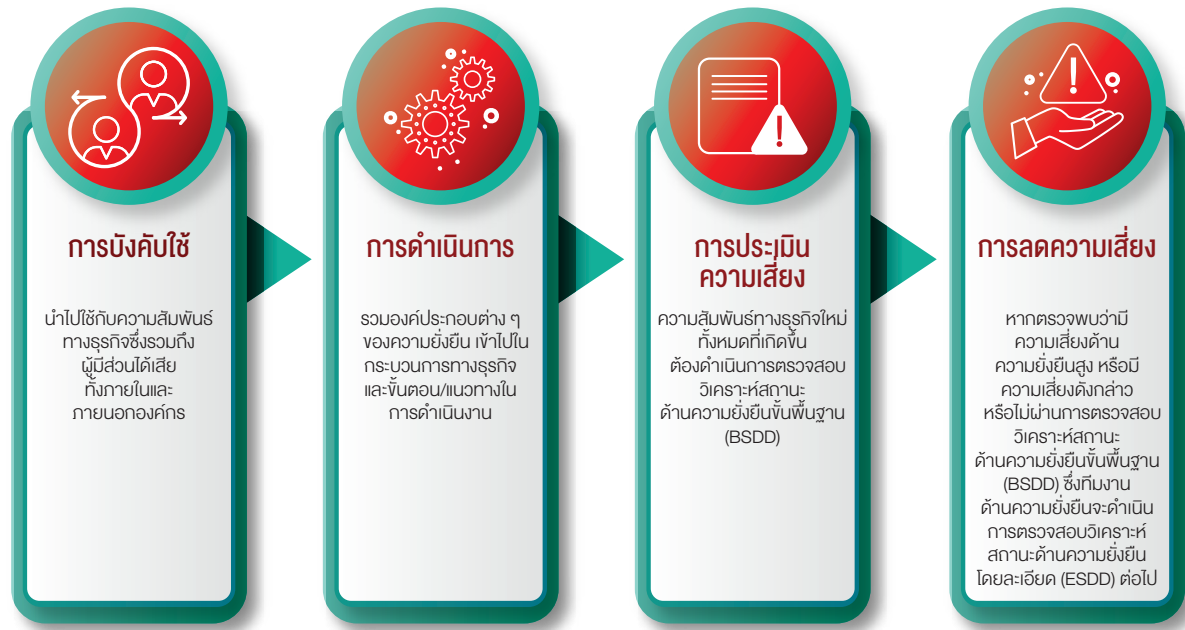 การบังคับใช้
นำไปใช้กับความสัมพันธ์
ทางธุรกิจซึ่งรวมถึง
ผู้มีส่วนได้เสีย
ทั้งภายในและ
ภายนอกองค์กร
การดำเนินการ
รวมองค์ประกอบต่าง ๆ
ของความยั่งยืน เข้าไปใน
กระบวนการทางธุรกิจ
และขั้นตอน/แนวทางใน
การดำเนินงาน
การประเมิน
ความเสี่ยง
ความสัมพันธ์ทางธุรกิจใหม่
ทั้งหมดที่เกิดขึ้น
ต้องดำเนินการตรวจสอบ
วิเคราะห์สถานะ
ด้านความยั่งยืนขั้นพื้นฐาน
(BSDD)
การลดความเสี่ยง
หากตรวจพบว่ามี
ความเสี่ยงด้าน
ความยั่งยืนสูง หรือมี
ความเสี่ยงดังกล่าว
หรือไม่ผ่านการตรวจสอบ
วิเคราะห์สถานะ
ด้านความยั่งยืนขั้นพื้นฐาน
(BSDD) ซึ่งทีมงาน
ด้านความยั่งยืนจะดำเนิน
การตรวจสอบวิเคราะห์
สถานะด้านความยั่งยืน
โดยละเอียด (ESDD) ต่อไป